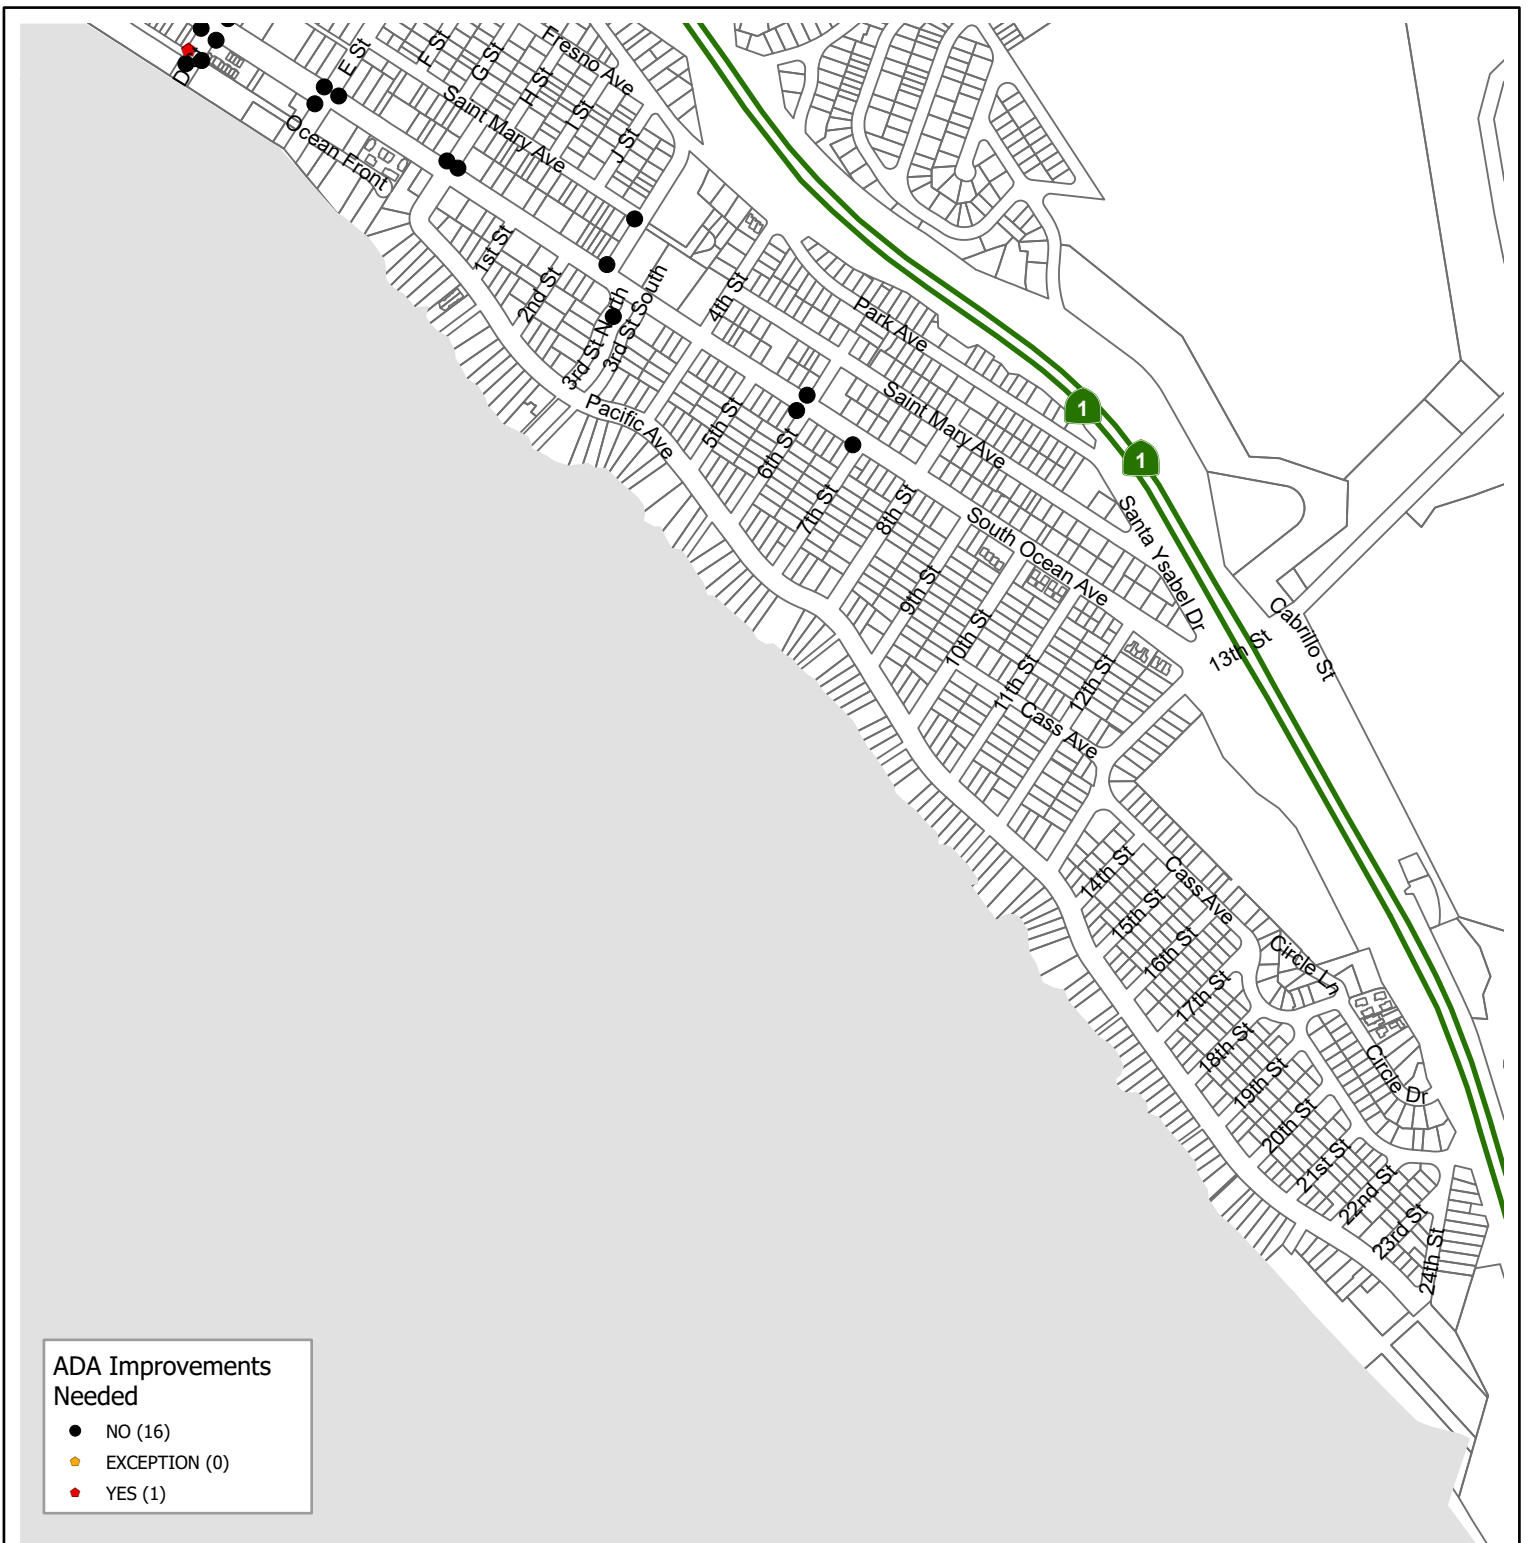 D St
E St
F St
G St
H St
I St
J St
Fresno Ave
Saint Mary Ave
Ocean Front
1st St
2nd St
3rd St North
3rd St South
4th St
Park Ave
Pacific Ave
5th St
6th St
7th St
8th St
Saint Mary Ave
1
1
South Ocean Ave
Santa Ysabel Dr
9th St
10th St
11th St
12th St
13th St
Cabrillo St
Cass Ave
14th St
15th St
16th St
17th St
18th St
19th St
20th St
21st St
22nd St
23rd St
24th St
Cass Ave
Circle Ln
Circle Dr
ADA Improvements
Needed
NO (16)
EXCEPTION (0)
YES (1)